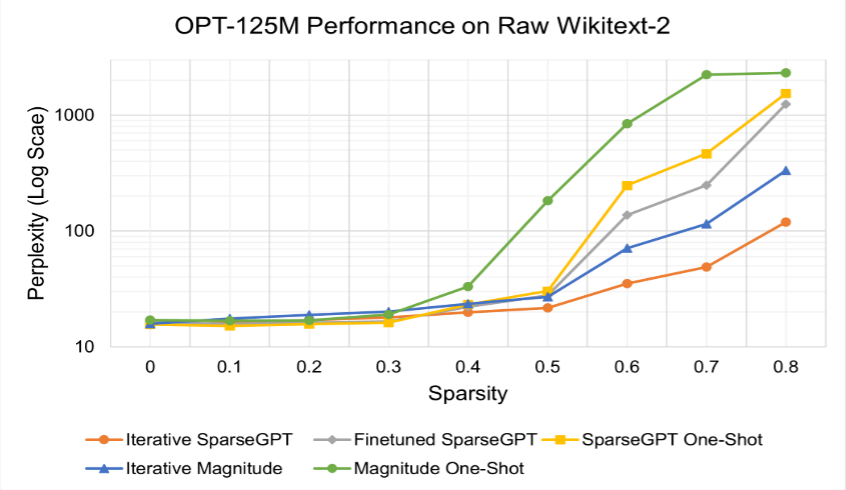 OPT-125M Performance on Raw Wikitext-2
Perplexity (Log Scae)
1000
100
10
0 0.1 0.2 0.3 0.4 0.5 0.6 0.7 0.8
Sparsity
Iterative SparseGPT Finetuned SparseGPT SparseGPT One-Shot
Iterative Magnitude Magnitude One-Shot